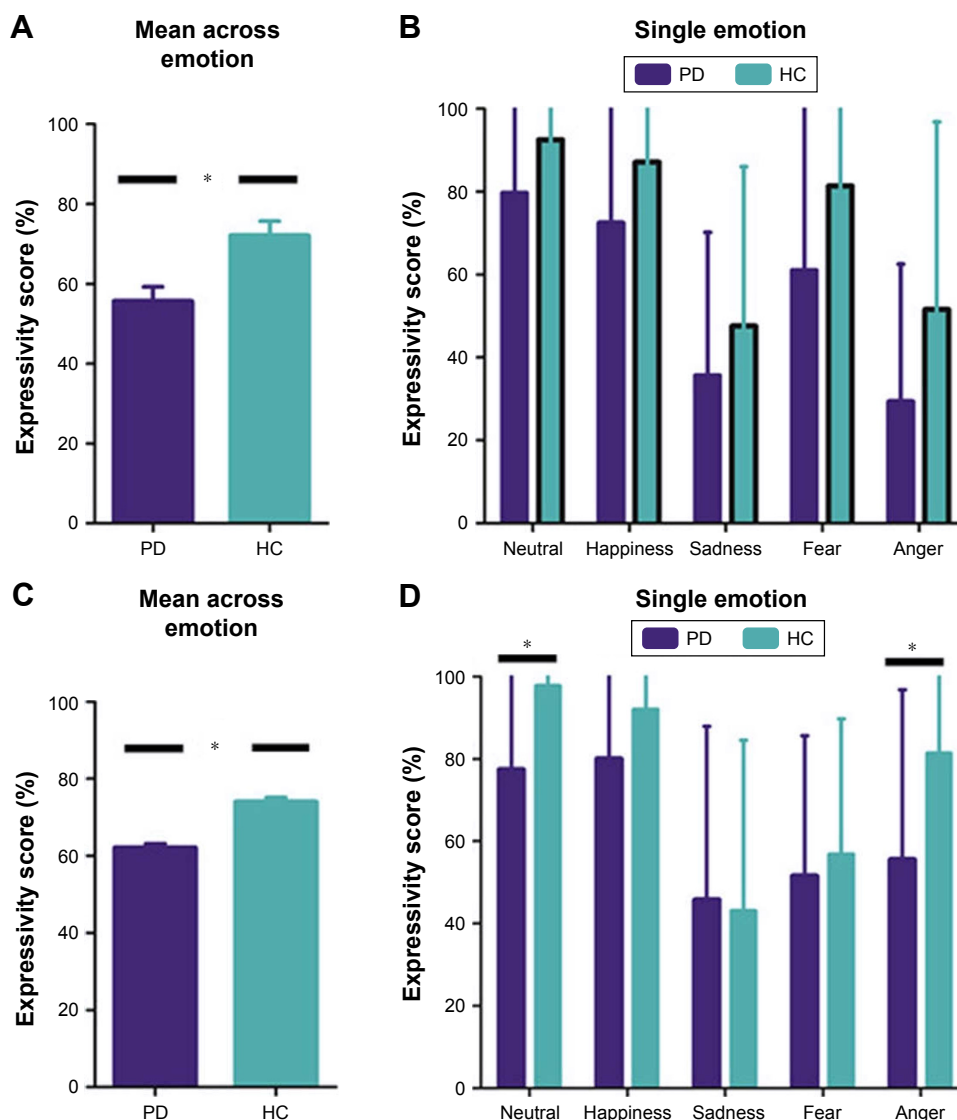 A
Mean across
emotion
Expressivity score (%)
100
80
60
40
20
0
*
PD
HC
B
Single emotion
PD
HC
Expressivity score (%)
100
80
60
40
20
0
Neutral
Happiness
Sadness
Fear
Anger
C
Mean across
emotion
Expressivity score (%)
100
80
60
40
20
0
*
PD
HC
D
Single emotion
PD
HC
*
*
Expressivity score (%)
100
80
60
40
20
0
Neutral
Happiness
Sadness
Fear
Anger